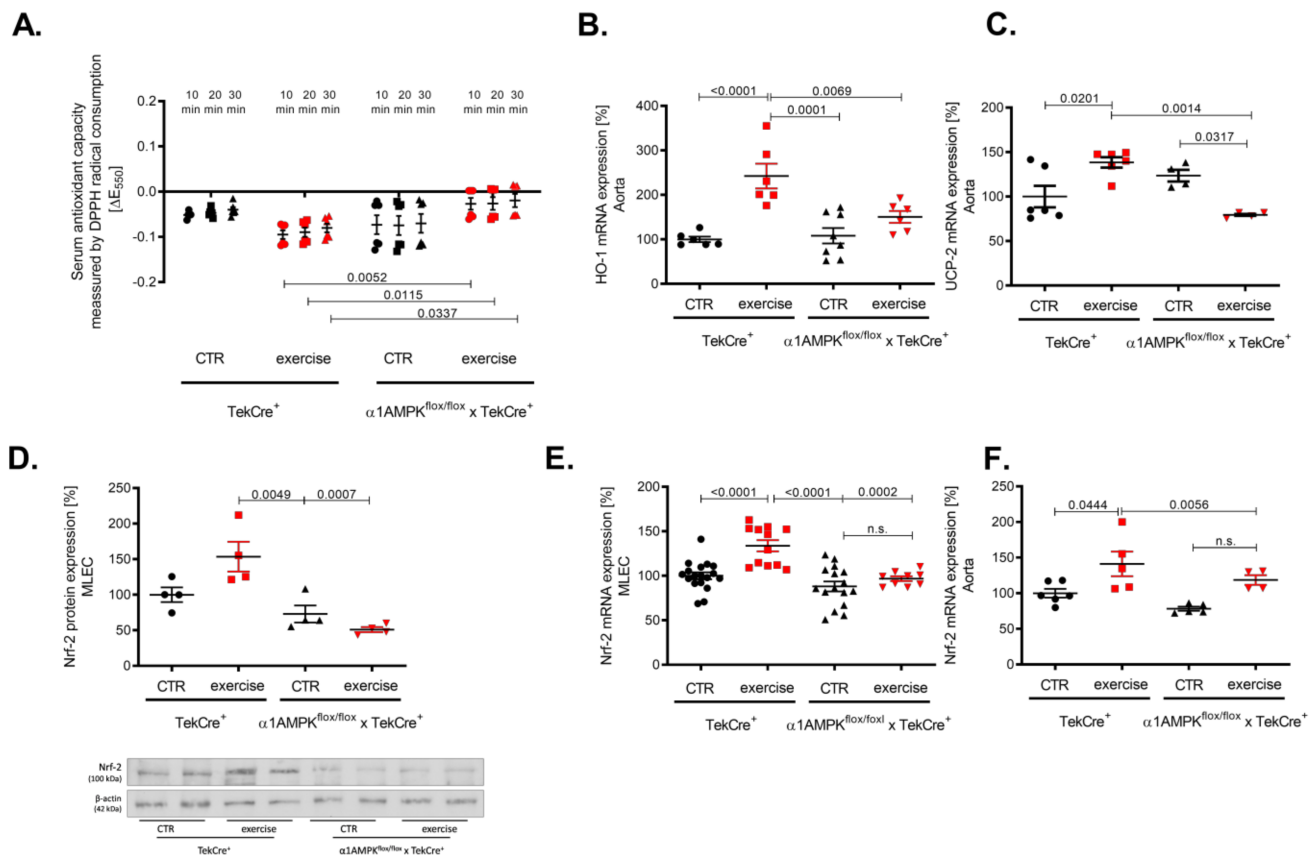 A.
Serum antioxidant capacity
meassured by DPPH radical consumption
[ΔE550]
10 20 30 10 20 30 10 20 30 10 20 30
min min min min min min min min min min min min
0.2
0.1
0.0
-0.1
-0.2
0.0052
0.0115
0.0337
CTR exercise CTR exercise
TekCre+ α1AMPKflox/flox x TekCre+
B.
HO-1 mRNA expression [%]
Aorta
400
300
200
100
0
<0.0001
0.0069
0.0001
CTR exercise CTR exercise
TekCre+ α1AMPKflox/flox x TekCre+
C.
UCP-2 mRNA expression [%]
Aorta
200
150
100
50
0
0.0201
0.0014
0.0317
CTR exercise CTR exercise
TekCre+ α1AMPKflox/flox x TekCre+
D.
Nrf-2 protein expression [%]
MLEC
250
200
150
100
50
0
0.0049 0.0007
CTR exercise CTR exercise
TekCre+ α1AMPKflox/flox x TekCre+
Nrf-2
(100 kDa)
β-actin
(42 kDa)
CTR exercise CTR exercise
TekCre+ α1AMPKflox/flox x TekCre+
E.
Nrf-2 mRNA expression [%]
MLEC
200
150
100
50
0
<0.0001 <0.0001 0.0002
n.s.
CTR exercise CTR exercise
TekCre+ α1AMPKflox/foxl x TekCre+
F.
Nrf-2 mRNA expression [%]
Aorta
250
200
150
100
50
0
0.0444 0.0056
n.s.
CTR exercise CTR exercise
TekCre+ α1AMPKflox/flox x TekCre+